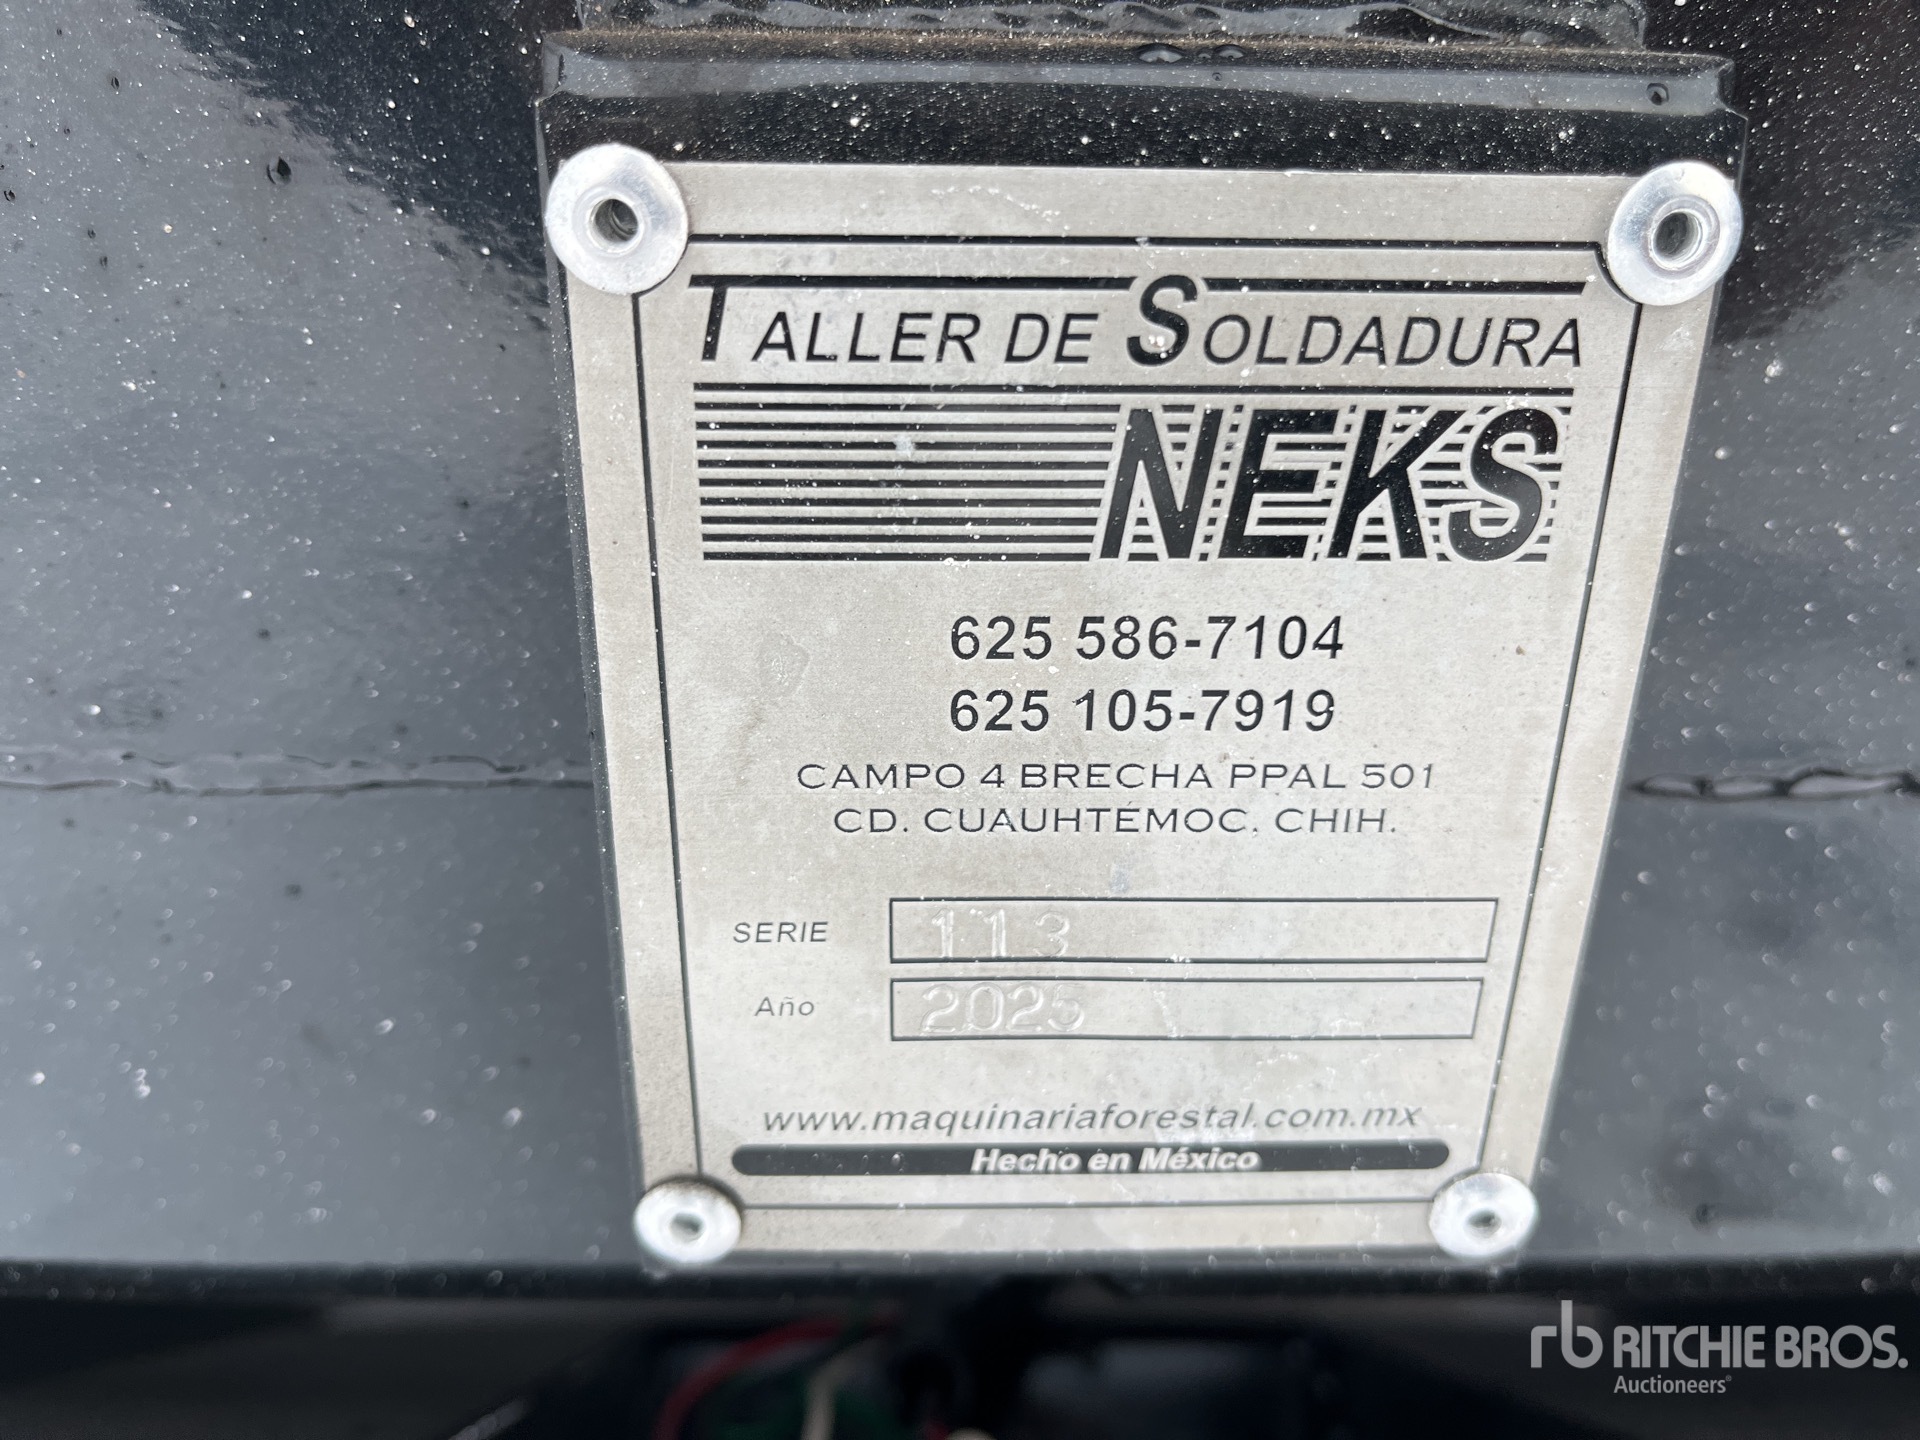 TALLER DE SOLDADURA
NEKS
625 586-7104
625 105-7919
CAMPO 4 BRECHA PPAL 501
CD. CUAUHTÉMOC, CHIH.
SERIE 113
Año 2025
www.maquinariaforestal.com.mx
Hecho en México
rb RITCHIE BROS.
Auctioneers®